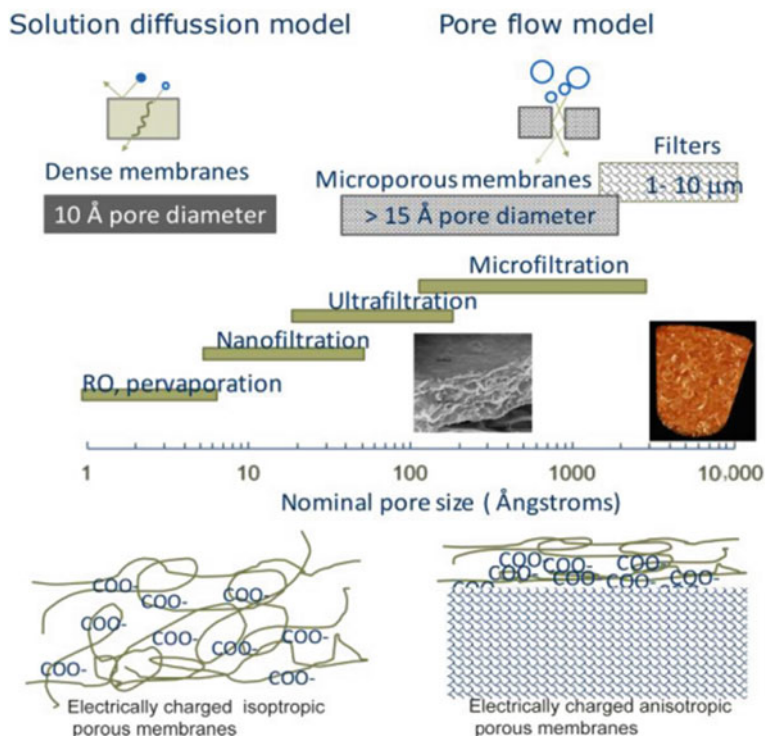 Solution diffussion model
Pore flow model
Filters
Dense membranes
Microporous membranes
1- 10 µm
10 Å pore diameter
> 15 Å pore diameter
Microfiltration
Ultrafiltration
Nanofiltration
RO, pervaporation
1 10 100 1000 10,000
Nominal pore size ( Ångstroms)
COO-
COO-
COO-
COO-
COO-
COO-
COO-
COO-
COO-
Electrically charged isoptropic
porous membranes
COO-
COO-
COO-
COO-
COO-
COO-
COO-
Electrically charged anisotropic
porous membranes